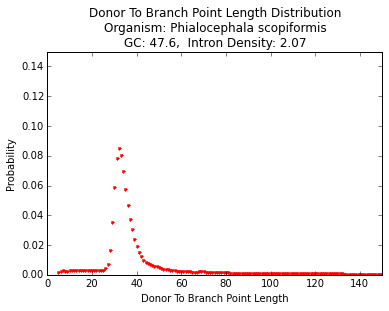 Donor To Branch Point Length Distribution
Organism: Phialocephala scopiformis
GC: 47.6,  Intron Density: 2.07
0.14
0.12
0.10
0.08
0.06
0.04
0.02
0.00
Probability
0 20 40 60 80 100 120 140
Donor To Branch Point Length